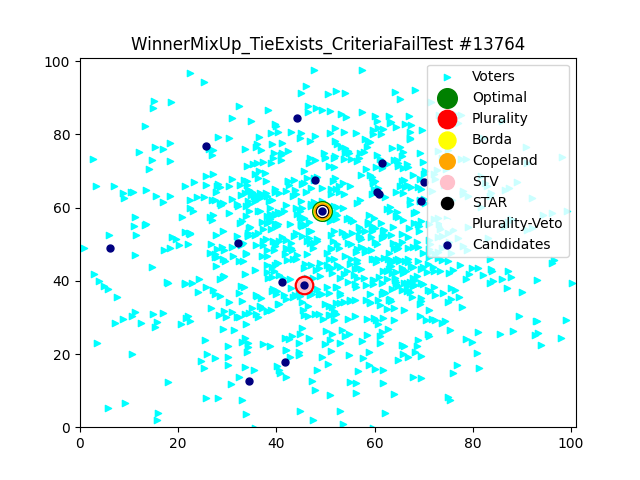 WinnerMixUp_TieExists_CriteriaFailTest #13764
100
80
60
40
20
0
0 20 40 60 80 100
Voters
Optimal
Plurality
Borda
Copeland
STV
STAR
Plurality-Veto
Candidates